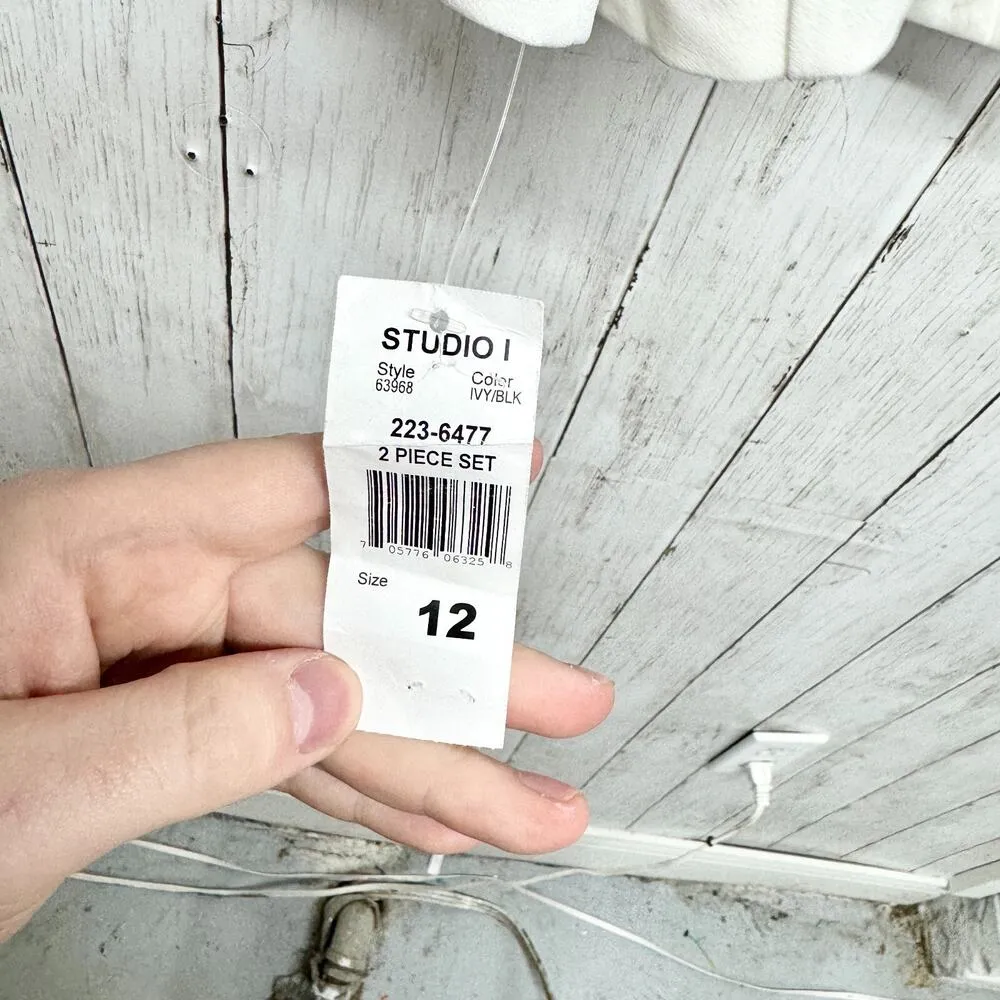 STUDIO I
Style Color
63968 IVY/BLK
223-6477
2 PIECE SET
7 05776 06325 8
Size
12